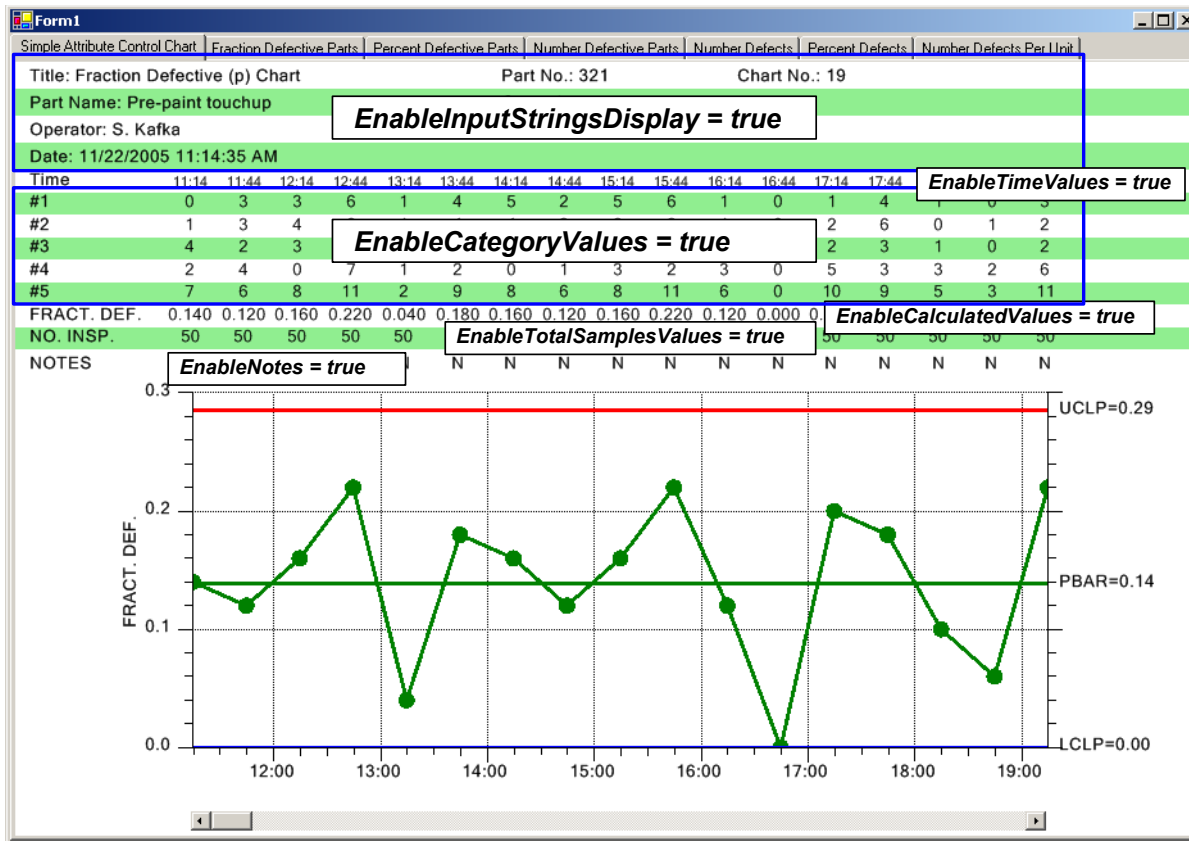 Form1
Simple Attribute Control Chart Fraction Defective Parts Percent Defective Parts Number Defective Parts Number Defects Percent Defects Number Defects Per Unit
Title: Fraction Defective (p) Chart Part No.: 321 Chart No.: 19
Part Name: Pre-paint touchup
EnableInputStringsDisplay = true
Operator: S. Kafka
Date: 11/22/2005 11:14:35 AM
Time 11:14 11:44 12:14 12:44 13:14 13:44 14:14 14:44 15:14 15:44 16:14 16:44 17:14 17:44
EnableTimeValues = true
#1 0 3 3 6 1 4 5 2 5 6 1 0 1 4 1 0 3
#2 1 3 4 2 6 0 1 2
EnableCategoryValues = true
#3 4 2 3 2 3 1 0 2
#4 2 4 0 7 1 2 0 1 3 2 3 0 5 3 3 2 6
#5 7 6 8 11 2 9 8 6 8 11 6 0 10 9 5 3 11
FRACT. DEF. 0.140 0.120 0.160 0.220 0.040 0.180 0.160 0.120 0.160 0.220 0.120 0.000
EnableCalculatedValues = true
NO. INSP. 50 50 50 50 50 50 50 50 50 50
EnableTotalSamplesValues = true
NOTES N N N N N N N N N N N N N
EnableNotes = true
0.3
UCLP=0.29
0.2
FRACT. DEF.
PBAR=0.14
0.1
0.0
LCLP=0.00
12:00 13:00 14:00 15:00 16:00 17:00 18:00 19:00